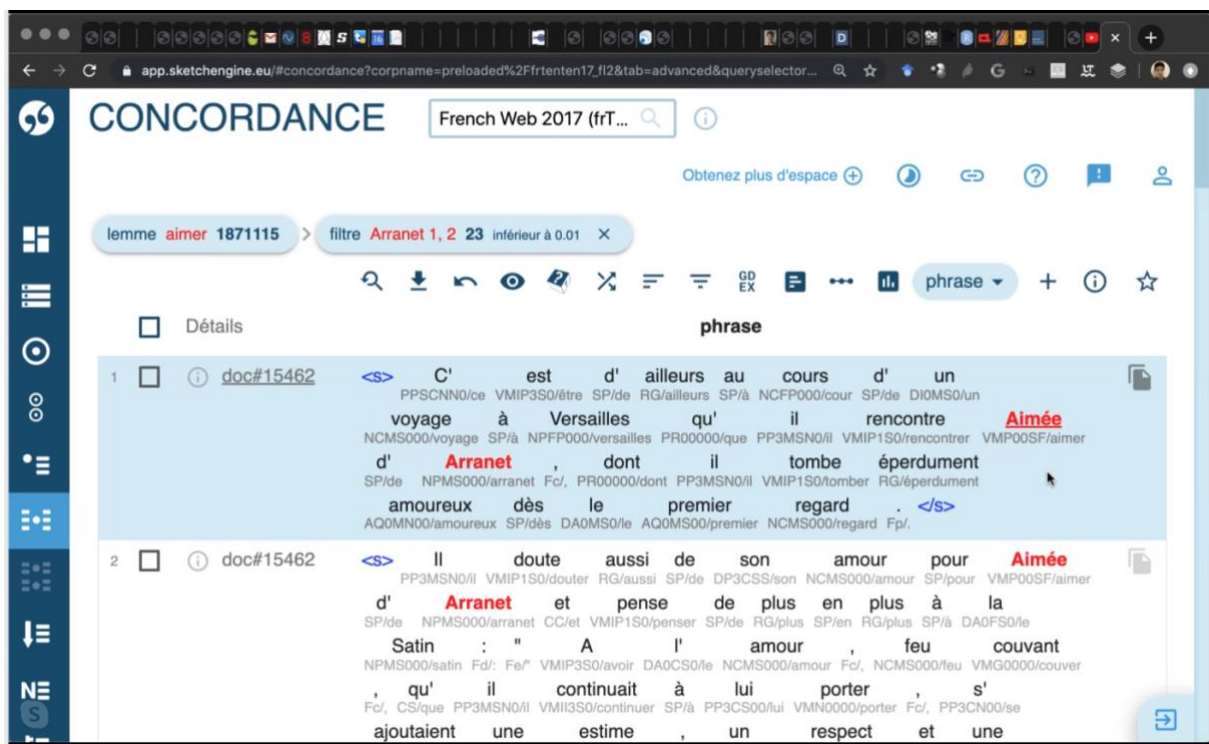 app.sketchengine.eu/#concordance?corpname=preloaded%2Ffrtenten17_fl2&tab=advanced&queryselector...
CONCORDANCE
French Web 2017 (frT...
Obtenez plus d'espace
lemme aimer 1871115 > filtre Arranet 1, 2 23 inférieur à 0.01 ×
GD EX
phrase
Détails phrase
1 doc#15462 <s> C' est d' ailleurs au cours d' un
PPSCNN0/ce VMIP3S0/être SP/de RG/ailleurs SP/à NCFP000/cour SP/de DI0MS0/un
voyage à Versailles qu' il rencontre Aimée
NCMS000/voyage SP/à NPFP000/versailles PR00000/que PP3MSN0/il VMIP1S0/rencontrer VMP00SF/aimer
d' Arranet , dont il tombe éperdument
SP/de NPMS000/arranet Fc/, PR00000/dont PP3MSN0/il VMIP1S0/tomber RG/éperdument
amoureux dès le premier regard . </s>
AQ0MN00/amoureux SP/dès DA0MS0/le AQ0MS00/premier NCMS000/regard Fp/.
2 doc#15462 <s> Il doute aussi de son amour pour Aimée
PP3MSN0/il VMIP1S0/douter RG/aussi SP/de DP3CSS/son NCMS000/amour SP/pour VMP00SF/aimer
d' Arranet et pense de plus en plus à la
SP/de NPMS000/arranet CC/et VMIP1S0/penser SP/de RG/plus SP/en RG/plus SP/à DA0FS0/le
Satin : " A l' amour , feu couvant
NPMS000/satin Fd/: Fe/" VMIP3S0/avoir DA0CS0/le NCMS000/amour Fc/, NCMS000/feu VMG0000/couver
, qu' il continuait à lui porter , s'
Fc/, CS/que PP3MSN0/il VMII3S0/continuer SP/à PP3CS00/lui VMN0000/porter Fc/, PP3CN00/se
ajoutaient une estime , un respect et une